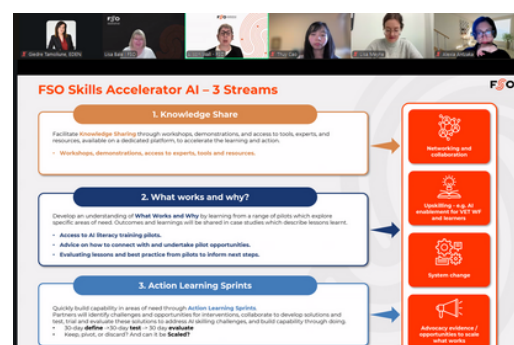 FSO
Giedre Tamoliune, EDEN
FSO Skills Accelerator AI – 3 Streams
FSO
1. Knowledge Share
Facilitate Knowledge Sharing through workshops, demonstrations, and access to tools, experts, and
resources, available on a dedicated platform, to accelerate the learning and action.
• Workshops, demonstrations, access to experts, tools and resources.
Networking and
collaboration
2. What works and why?
Develop an understanding of What Works and Why by learning from a range of pilots which explore
specific areas of need. Outcomes and learnings will be shared in case studies which describe lessons learnt.
• Access to AI literacy training pilots.
• Advice on how to connect with and undertake pilot opportunities.
• Evaluating lessons and best practice from pilots to inform next steps.
Upskilling - e.g. AI
enablement for VET WF
and learners
System change
3. Action Learning Sprints
Quickly build capability in areas of need through Action Learning Sprints.
Partners will identify challenges and opportunities for interventions, collaborate to develop solutions and
test, trial and evaluate these solutions to address AI skilling challenges, and build capability through doing.
• 30-day define → 30-day test → 30 day evaluate
• Keep, pivot, or discard? And can it be Scaled?
Advocacy evidence /
opportunities to scale
what works